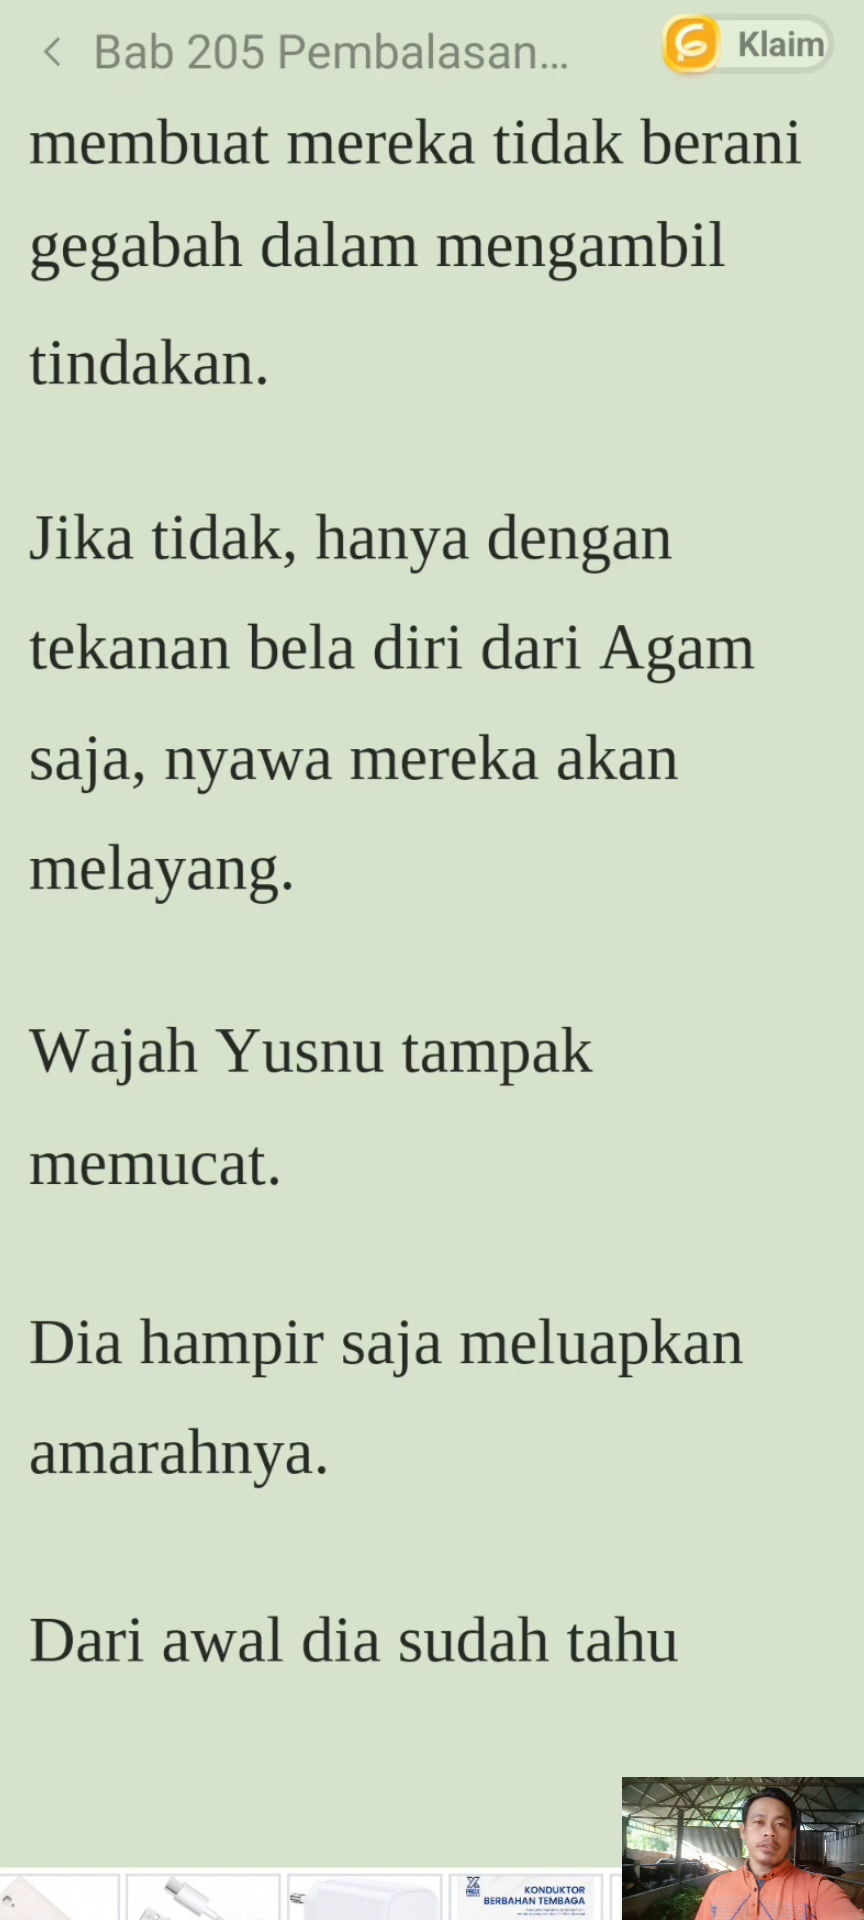 Bab 205 Pembalasan...
Klaim
membuat mereka tidak berani
gegabah dalam mengambil
tindakan.
Jika tidak, hanya dengan
tekanan bela diri dari Agam
saja, nyawa mereka akan
melayang.
Wajah Yusnu tampak
memucat.
Dia hampir saja meluapkan
amarahnya.
Dari awal dia sudah tahu
KONDUKTOR
BERBAHAN TEMBAGA